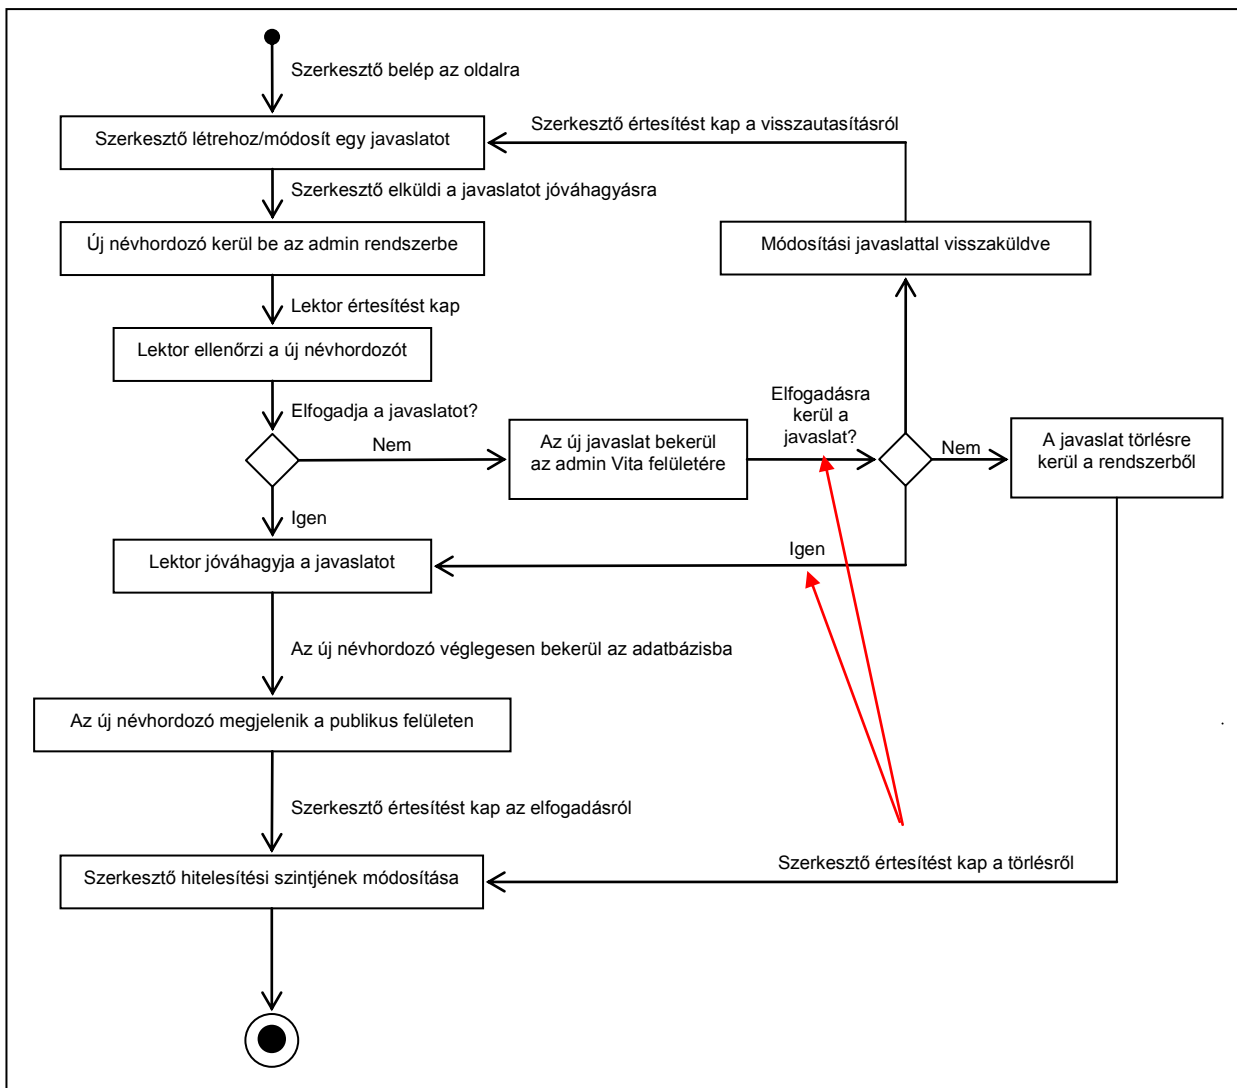 Szerkesztő belép az oldalra
Szerkesztő létrehoz/módosít egy javaslatot
Szerkesztő értesítést kap a visszautasításról
Szerkesztő elküldi a javaslatot jóváhagyásra
Új névhordozó kerül be az admin rendszerbe
Módosítási javaslattal visszaküldve
Lektor értesítést kap
Lektor ellenőrzi a új névhordozót
Elfogadja a javaslatot?
Nem
Az új javaslat bekerül
az admin Vita felületére
Elfogadásra
kerül a
javaslat?
Nem
A javaslat törlésre
kerül a rendszerből
Igen
Lektor jóváhagyja a javaslatot
Igen
Az új névhordozó véglegesen bekerül az adatbázisba
Az új névhordozó megjelenik a publikus felületen
Szerkesztő értesítést kap az elfogadásról
Szerkesztő értesítést kap a törlésről
Szerkesztő hitelesítési szintjének módosítása